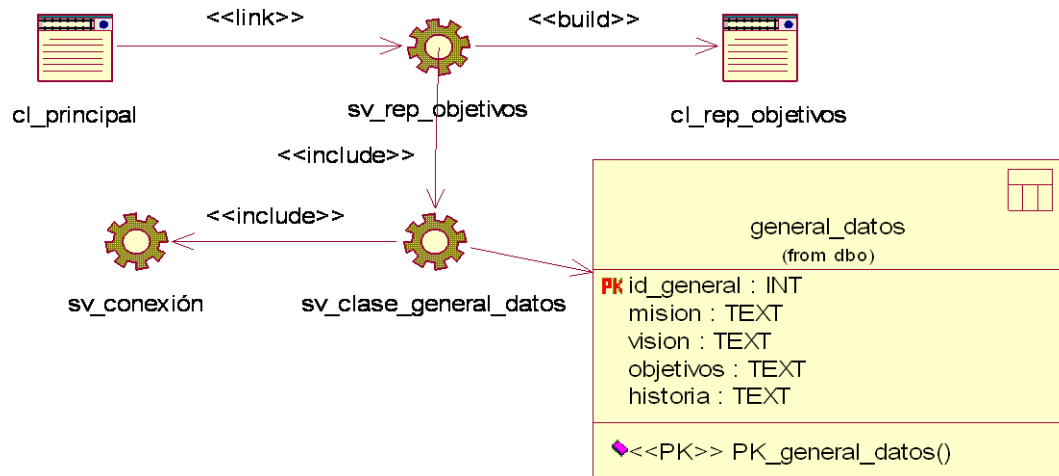 <<link>>
<<build>>
cl_principal
sv_rep_objetivos
cl_rep_objetivos
<<include>>
<<include>>
sv_conexión
sv_clase_general_datos
general_datos
(from dbo)
PK id_general : INT
mision : TEXT
vision : TEXT
objetivos : TEXT
historia : TEXT
<<PK>> PK_general_datos()